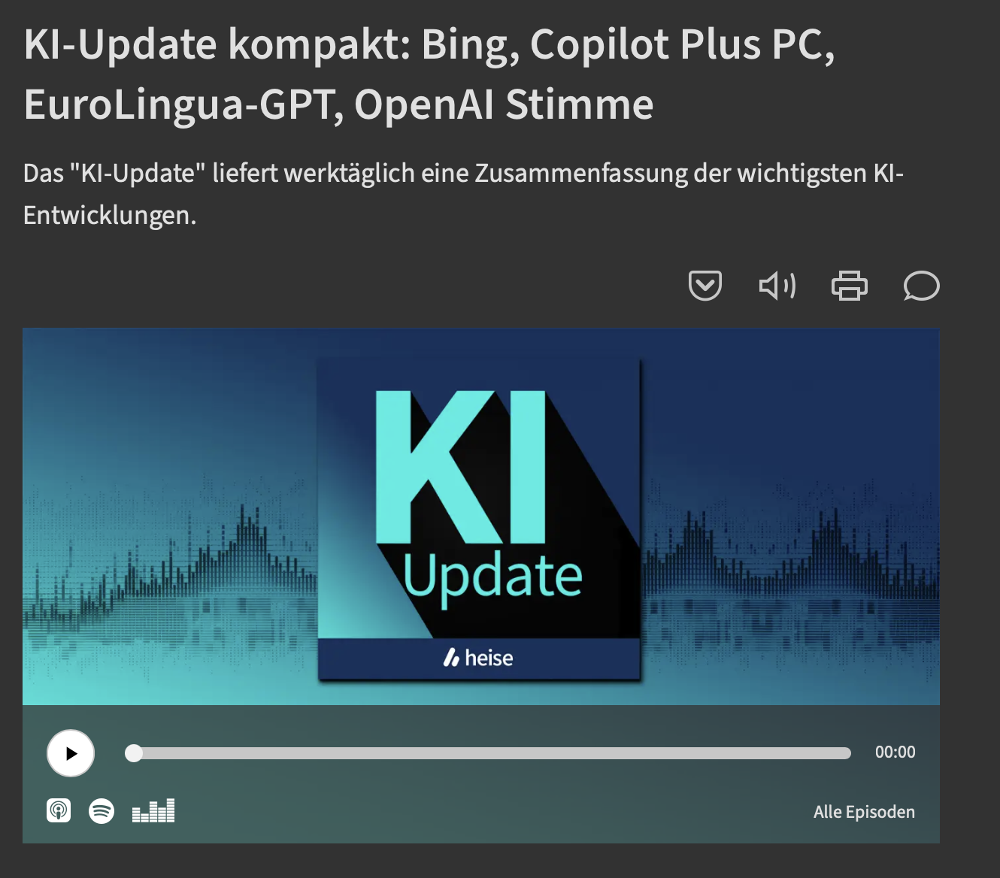 KI-Update kompakt: Bing, Copilot Plus PC,
EuroLingua-GPT, OpenAI Stimme
Das "KI-Update" liefert werktäglich eine Zusammenfassung der wichtigsten KI-
Entwicklungen.
KI
Update
heise
00:00
Alle Episoden